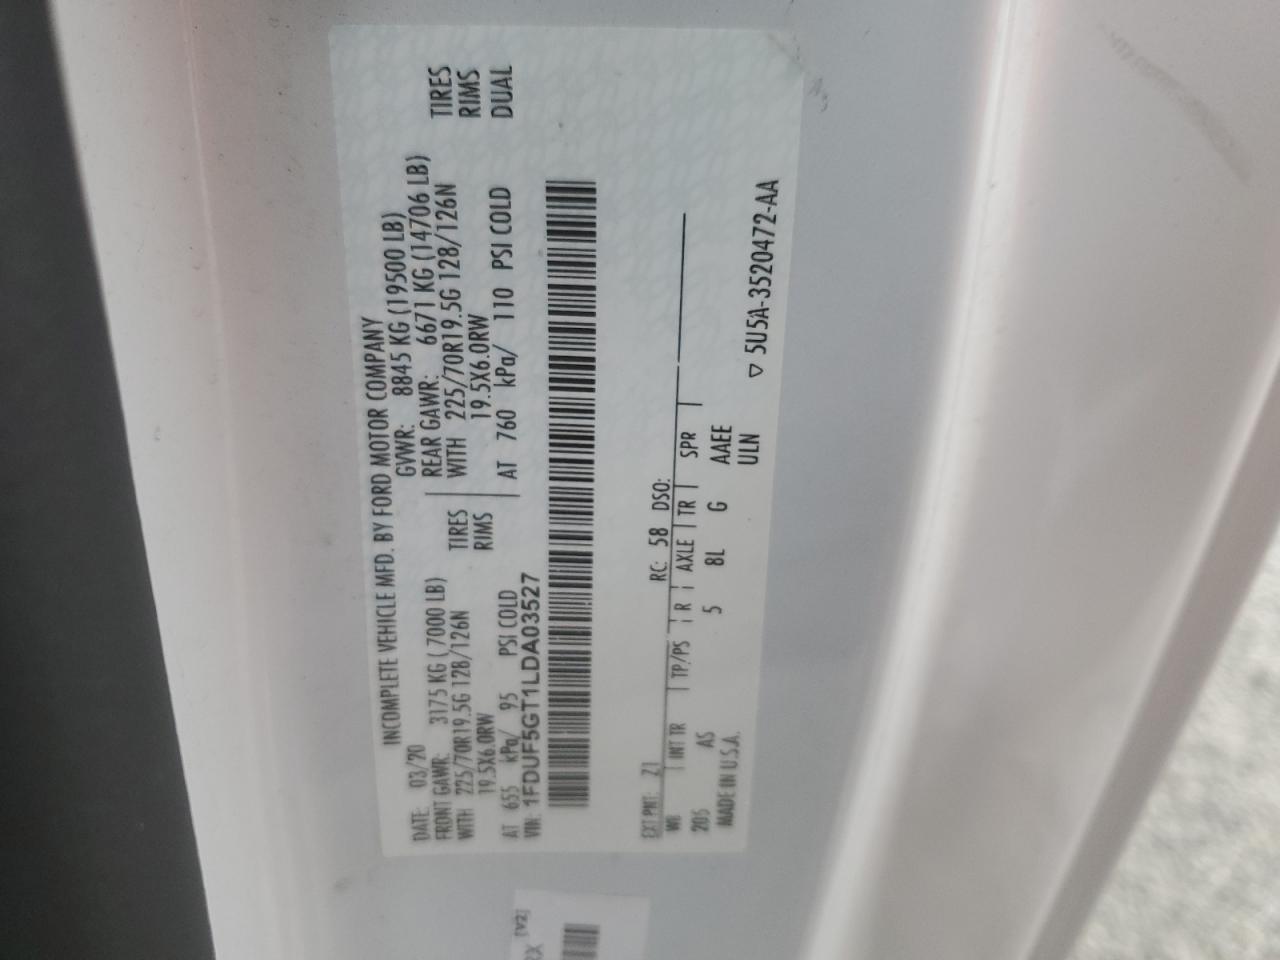 INCOMPLETE VEHICLE MFD. BY FORD MOTOR COMPANY
DATE: 03/20 GVWR: 8845 KG (19500 LB)
FRONT GAWR: 3175 KG ( 7000 LB) REAR GAWR: 6671 KG (14706 LB)
WITH 225/70R19.5G 128/126N TIRES WITH 225/70R19.5G 128/126N TIRES
19.5X6.0RW RIMS 19.5X6.0RW RIMS
AT 655 kPa/ 95 PSI COLD AT 760 kPa/ 110 PSI COLD DUAL
VIN: 1FDUF5GT1LDA03527
EXT PNT: Z1 RC: 58 DSO:
WB INT TR TP/PS R AXLE TR SPR
205 AS 5 8L G AAEE
MADE IN U.S.A. ULN
▽ 5U5A-3520472-AA
RX [V2]